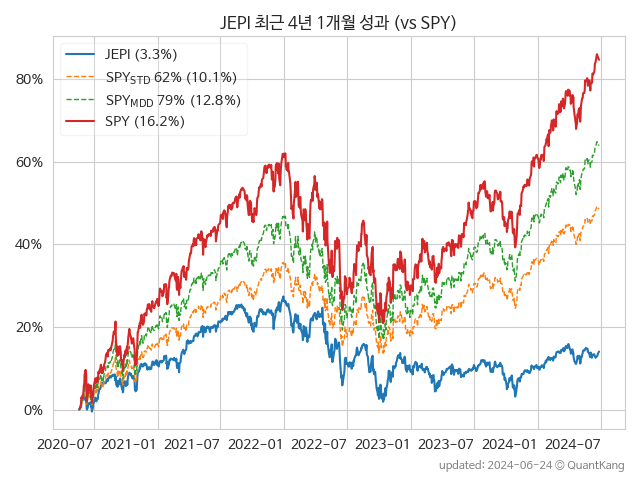 JEPI 최근 4년 1개월 성과 (vs SPY)
JEPI (3.3%)
SPY_STD 62% (10.1%)
SPY_MDD 79% (12.8%)
SPY (16.2%)
80%
60%
40%
20%
0%
2020-07 2021-01 2021-07 2022-01 2022-07 2023-01 2023-07 2024-01 2024-07
updated: 2024-06-24 © QuantKang